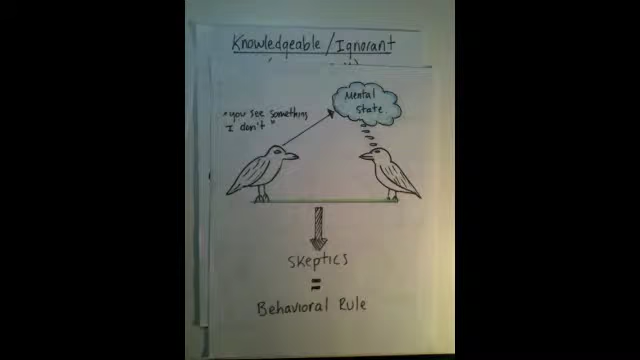 Knowledgeable / Ignorant
Mental
State
"you see something
I don't"
Skeptics
=
Behavioral Rule